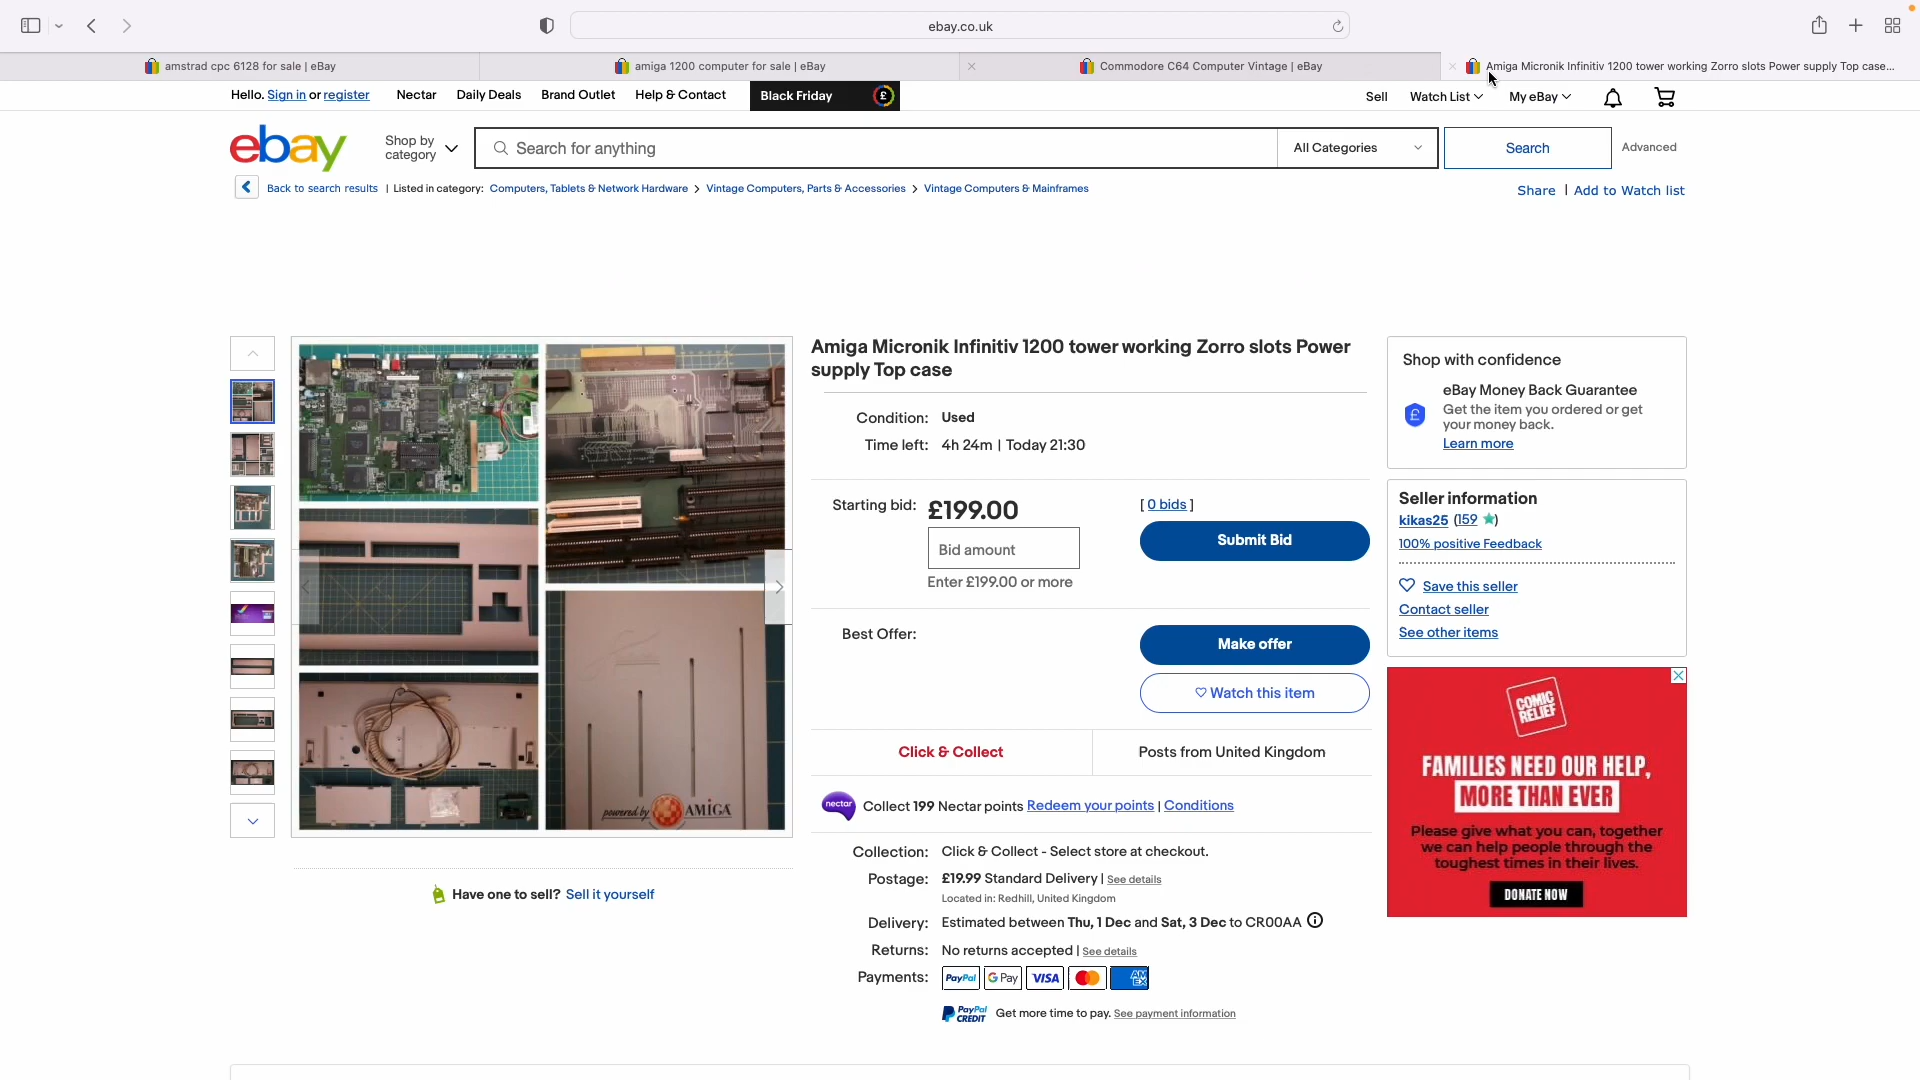 ebay.co.uk
amstrad cpc 6128 for sale | eBay
amiga 1200 computer for sale | eBay
Commodore C64 Computer Vintage | eBay
Amiga Micronik Infinitiv 1200 tower working Zorro slots Power supply Top case...
Hello. Sign in or register
Nectar
Daily Deals
Brand Outlet
Help & Contact
Black Friday
£
Sell
Watch List
My eBay
ebay
Shop by
category
Search for anything
All Categories
Search
Advanced
Back to search results | Listed in category: Computers, Tablets & Network Hardware > Vintage Computers, Parts & Accessories > Vintage Computers & Mainframes
Share | Add to Watch list
Amiga Micronik Infinitiv 1200 tower working Zorro slots Power
supply Top case
Condition: Used
Time left: 4h 24m | Today 21:30
Starting bid: £199.00
[ 0 bids ]
Bid amount
Submit Bid
Enter £199.00 or more
Best Offer:
Make offer
Watch this item
Click & Collect
Posts from United Kingdom
nectar
Collect 199 Nectar points Redeem your points | Conditions
Collection: Click & Collect - Select store at checkout.
Postage: £19.99 Standard Delivery | See details
Located in: Redhill, United Kingdom
Delivery: Estimated between Thu, 1 Dec and Sat, 3 Dec to CR00AA
Returns: No returns accepted | See details
Payments: PayPal G Pay VISA AM EX
PayPal CREDIT Get more time to pay. See payment information
powered by AMIGA
Have one to sell? Sell it yourself
Shop with confidence
eBay Money Back Guarantee
£
Get the item you ordered or get
your money back.
Learn more
Seller information
kikas25 (159)
100% positive Feedback
Save this seller
Contact seller
See other items
COMIC
RELIEF
FAMILIES NEED OUR HELP,
MORE THAN EVER
Please give what you can, together
we can help people through the
toughest times in their lives.
DONATE NOW